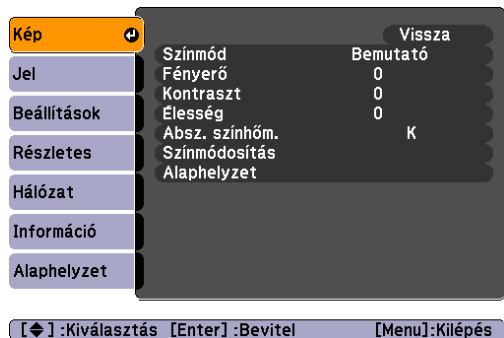 Kép
Jel
Beállítások
Részletes
Hálózat
Információ
Alaphelyzet
Vissza
Színmód Bemutató
Fényerő 0
Kontraszt 0
Élesség 0
Absz. színhőm. K
Színmódosítás
Alaphelyzet
[◆] :Kiválasztás [Enter] :Bevitel [Menu]:Kilépés